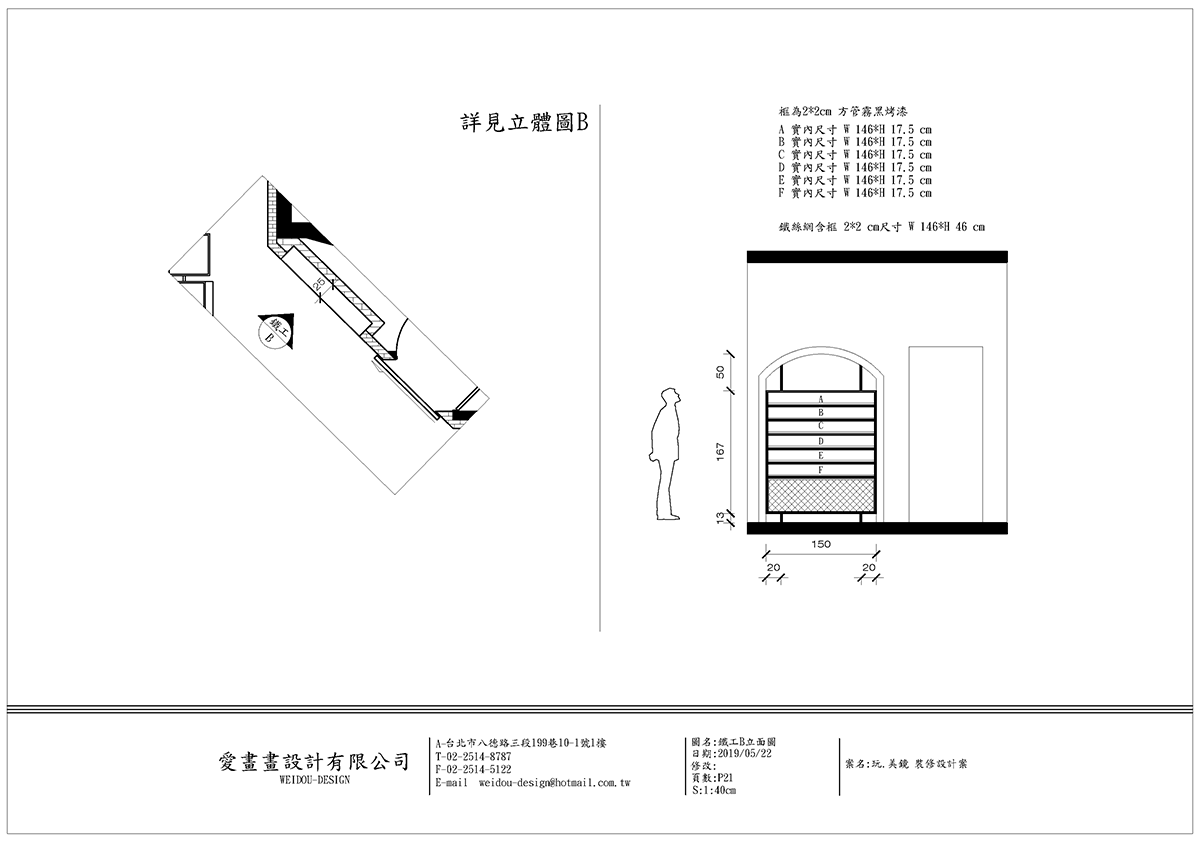 詳見立體圖B
25
鐵工
B
框為2*2cm 方管霧黑烤漆
A 實內尺寸 W 146*H 17.5 cm
B 實內尺寸 W 146*H 17.5 cm
C 實內尺寸 W 146*H 17.5 cm
D 實內尺寸 W 146*H 17.5 cm
E 實內尺寸 W 146*H 17.5 cm
F 實內尺寸 W 146*H 17.5 cm
鐵絲網含框 2*2 cm尺寸 W 146*H 46 cm
50
167
13
A
B
C
D
E
F
150
20
20
愛畫畫設計有限公司
WEIDOU-DESIGN
A-台北市八德路三段199巷10-1號1樓
T-02-2514-8787
F-02-2514-5122
E-mail weidou-design@hotmail.com.tw
圖名:鐵工B立面圖
日期:2019/05/22
修改:
頁數:P21
S:1:40cm
案名:玩.美鏡 裝修設計案